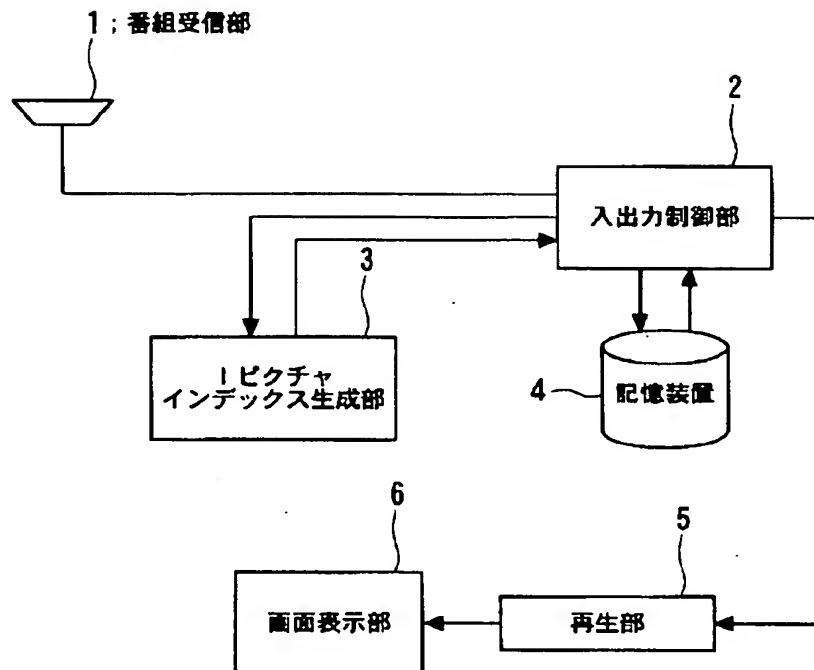 1；番組受信部
2
入出力制御部
3
Iピクチャ
インデックス生成部
4
記憶装置
6
5
画面表示部
再生部